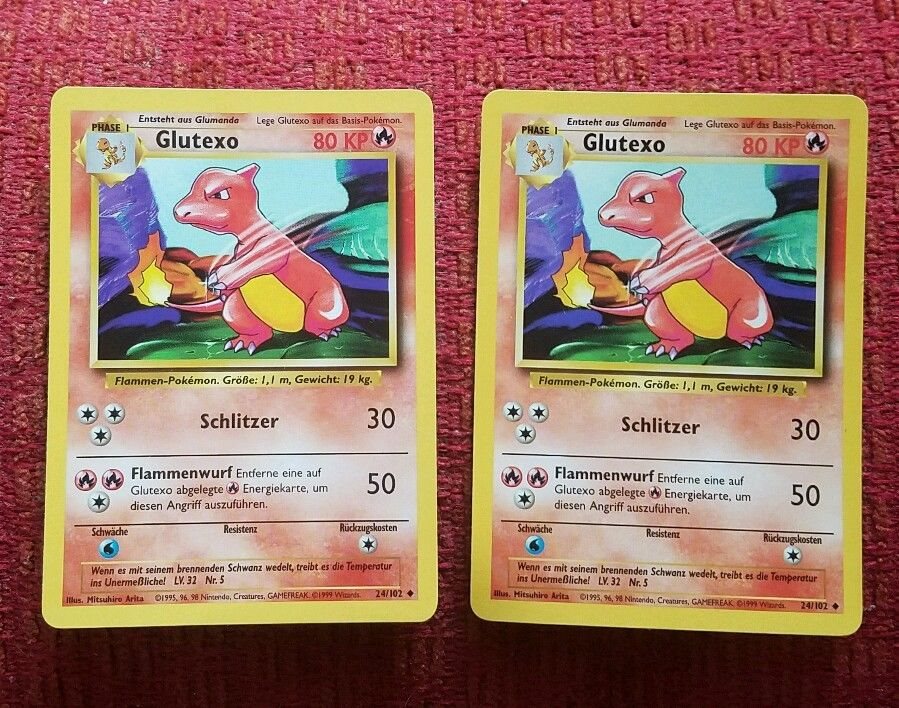 PHASE 1
Entsteht aus Glumanda
Lege Glutexo auf das Basis-Pokémon.
Glutexo
80 KP
Flammen-Pokémon. Größe: 1,1 m, Gewicht: 19 kg.
Schlitzer 30
Flammenwurf Entferne eine auf
Glutexo abgelegte Energiekarte, um
diesen Angriff auszuführen.
50
Schwäche Resistenz Rückzugskosten
Wenn es mit seinem brennenden Schwanz wedelt, treibt es die Temperatur
ins Unermeßliche! LV. 32 Nr. 5
Illus. Mitsuhiro Arita ©1995, 96, 98 Nintendo, Creatures, GAMEFREAK. ©1999 Wizards. 24/102
PHASE 1
Entsteht aus Glumanda
Lege Glutexo auf das Basis-Pokémon.
Glutexo
80 KP
Flammen-Pokémon. Größe: 1,1 m, Gewicht: 19 kg.
Schlitzer 30
Flammenwurf Entferne eine auf
Glutexo abgelegte Energiekarte, um
diesen Angriff auszuführen.
50
Schwäche Resistenz Rückzugskosten
Wenn es mit seinem brennenden Schwanz wedelt, treibt es die Temperatur
ins Unermeßliche! LV. 32 Nr. 5
Illus. Mitsuhiro Arita ©1995, 96, 98 Nintendo, Creatures, GAMEFREAK. ©1999 Wizards. 24/102